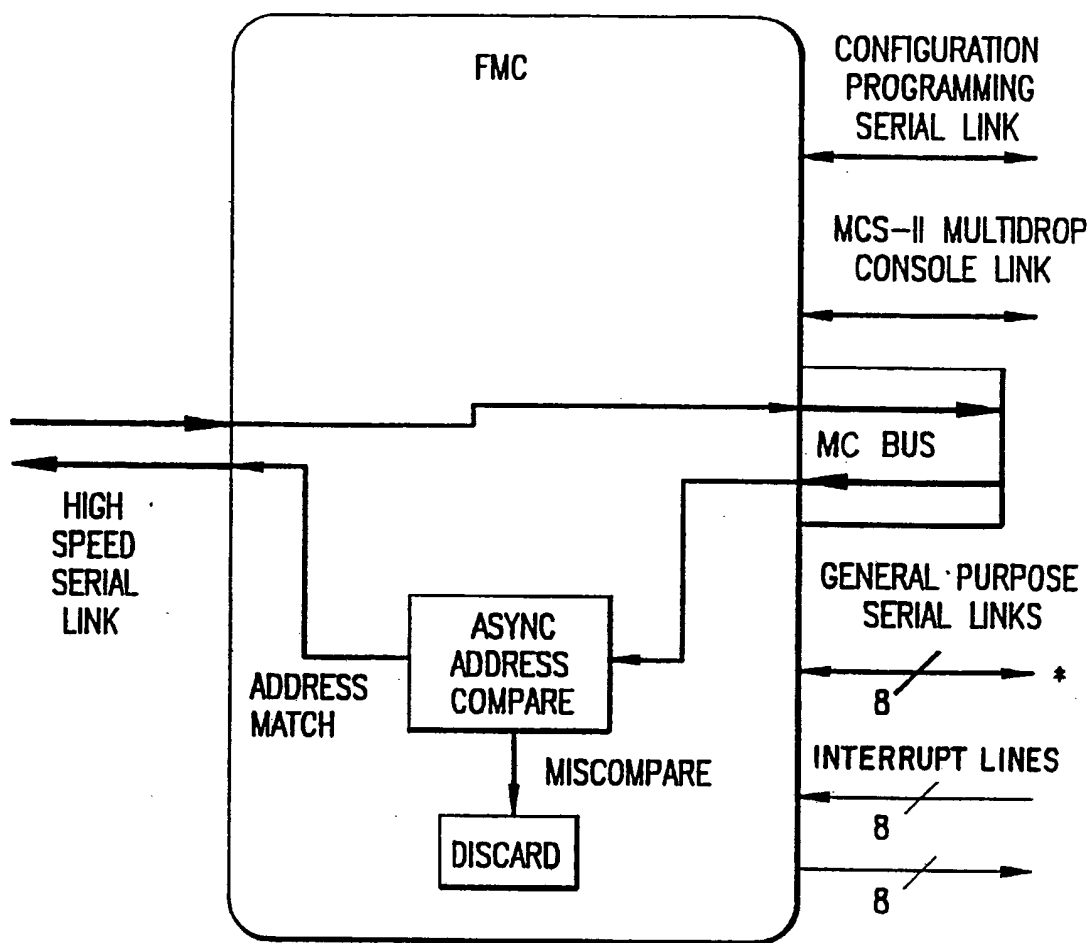 FMC
CONFIGURATION
PROGRAMMING
SERIAL LINK
MCS-II MULTIDROP
CONSOLE LINK
MC BUS
HIGH
SPEED
SERIAL
LINK
GENERAL PURPOSE
SERIAL LINKS
8
*
ASYNC
ADDRESS
COMPARE
ADDRESS
MATCH
MISCOMPARE
DISCARD
INTERRUPT LINES
8
8